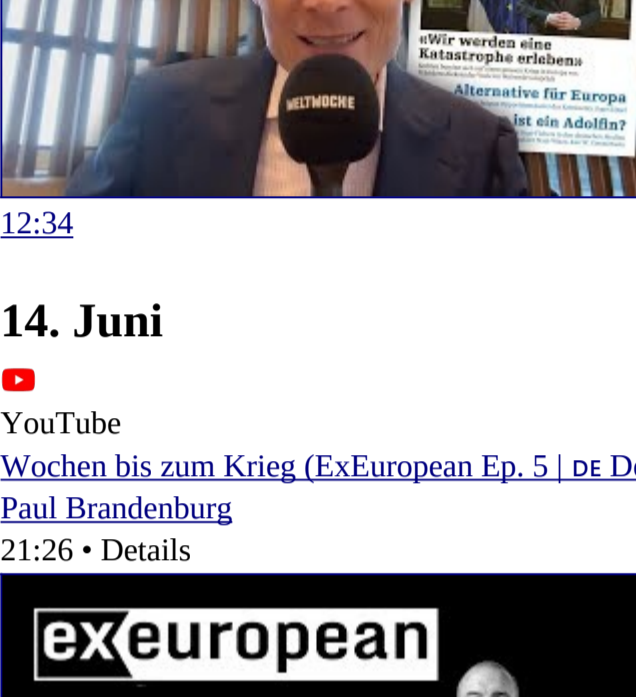 «Wir werden eine
Katastrophe erleben»
Alternative für Europa
ist ein Adolfin?
WELTWOCHE
12:34
14. Juni
YouTube
Wochen bis zum Krieg (ExEuropean Ep. 5 | DE
Paul Brandenburg
21:26 • Details
exeuropean